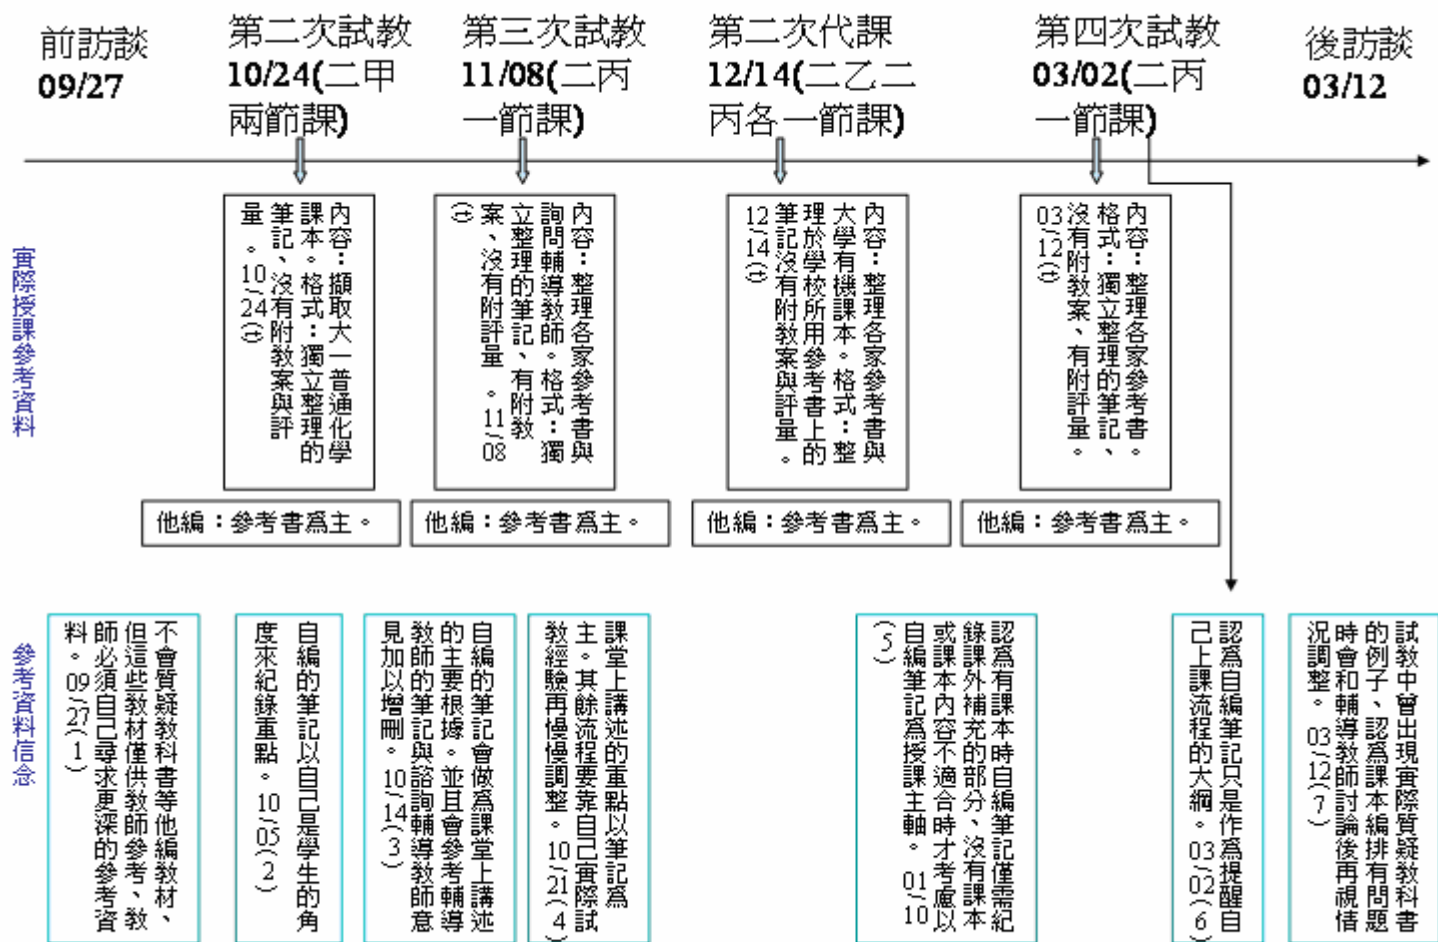 前訪談
09/27
第二次試教
10/24(二甲
兩節課)
第三次試教
11/08(二丙
一節課)
第二次代課
12/14(二乙二
丙各一節課)
第四次試教
03/02(二丙
一節課)
後訪談
03/12
實際授課參考資料
內容：擷取大一普通化學
課本。格式：獨立整理的
筆記、沒有附教案與評
量。10/24(±)
內容：整理各家參考書與
詢問輔導教師。格式：獨
立整理的筆記、有附教
案、沒有附評量。11/08
(±)
內容：整理各家參考書與
大學有機課本。格式：整
理於學校所用參考書上的
筆記沒有附教案與評量。
12/14(±)
內容：整理各家參考書。
格式：獨立整理的筆記、
沒有附教案、有附評量。
03/12(±)
他編：參考書爲主。
他編：參考書爲主。
他編：參考書爲主。
他編：參考書爲主。
參考資料信念
不會質疑教科書等他編教材、
但這些教材僅供教師參考、教
師必須自己尋求更深的參考資
料。09/27(1)
自編的筆記以自己是學生的角
度來紀錄重點。10/05(2)
自編的筆記會做爲課堂上講述
的主要根據。並且會參考輔導
教師的筆記與諮詢輔導教師意
見加以增刪。10/14(3)
課堂上講述的重點以筆記爲
主。其餘流程要靠自己實際試
教經驗再慢慢調整。10/21(4)
認爲有課本時自編筆記僅需紀
錄課外補充的部分、沒有課本
或課本內容不適合時才考慮以
自編筆記爲授課主軸。01/10
(5)
認爲自編筆記只是作爲提醒自
己上課流程的大綱。03/02(6)
試教中曾出現實際質疑教科書
的例子、認爲課本編排有問題
時會和輔導教師討論後再視情
況調整。03/12(7)